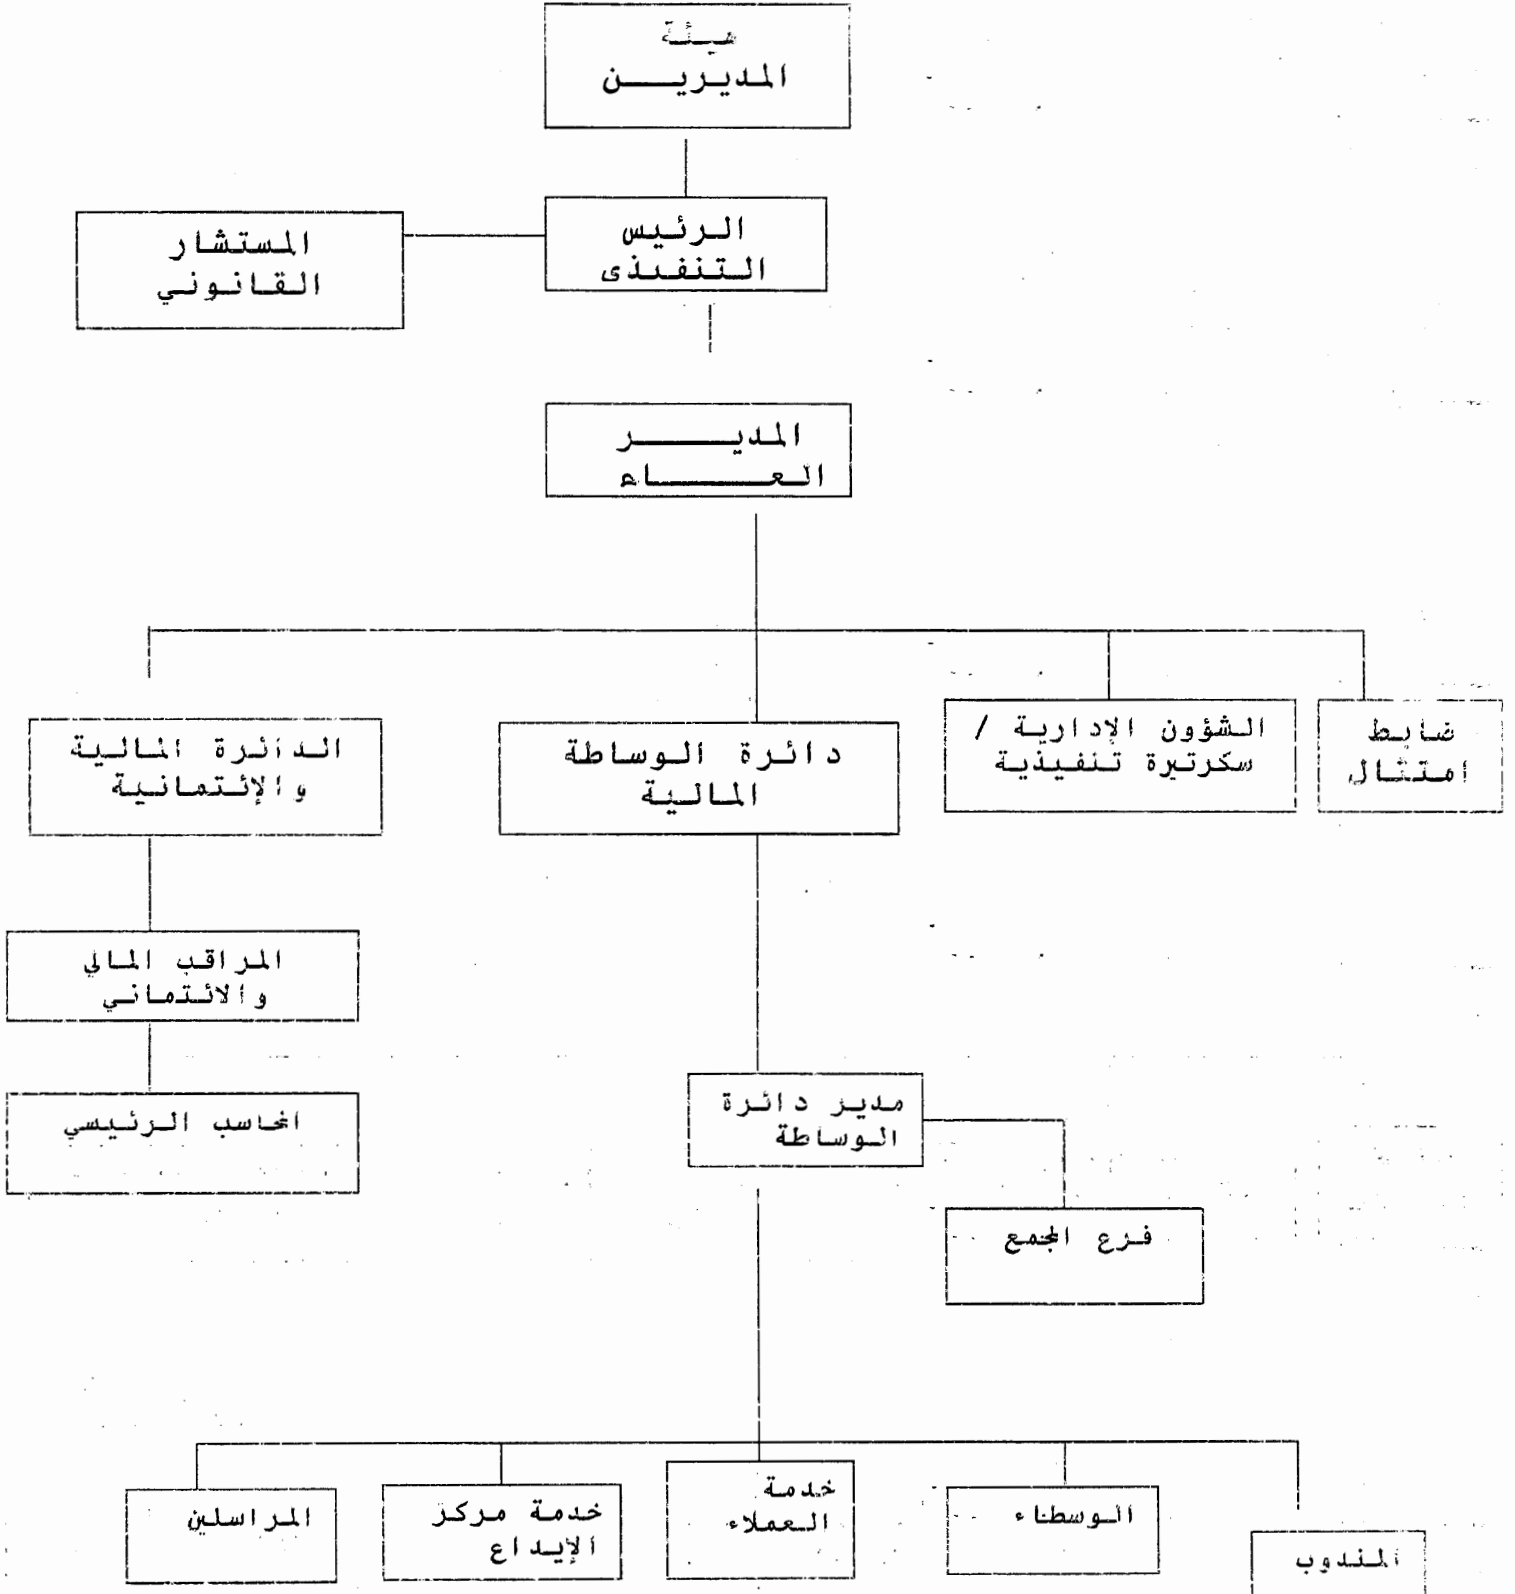 هيئة
المديرين
الرئيس
التنفيذى
المستشار
القانوني
المدير
العام
ضابط
امتثال
الشؤون الإدارية /
سكرتيرة تنفيذية
دائرة الوساطة
المالية
الدائرة المالية
والإئتمانية
المراقب المالي
والائتماني
المحاسب الرئيسي
مدير دائرة
الوساطة
فرع المجمع
المندوب
الوسطاء
خدمة
العملاء
خدمة مركز
الإيداع
المراسلين